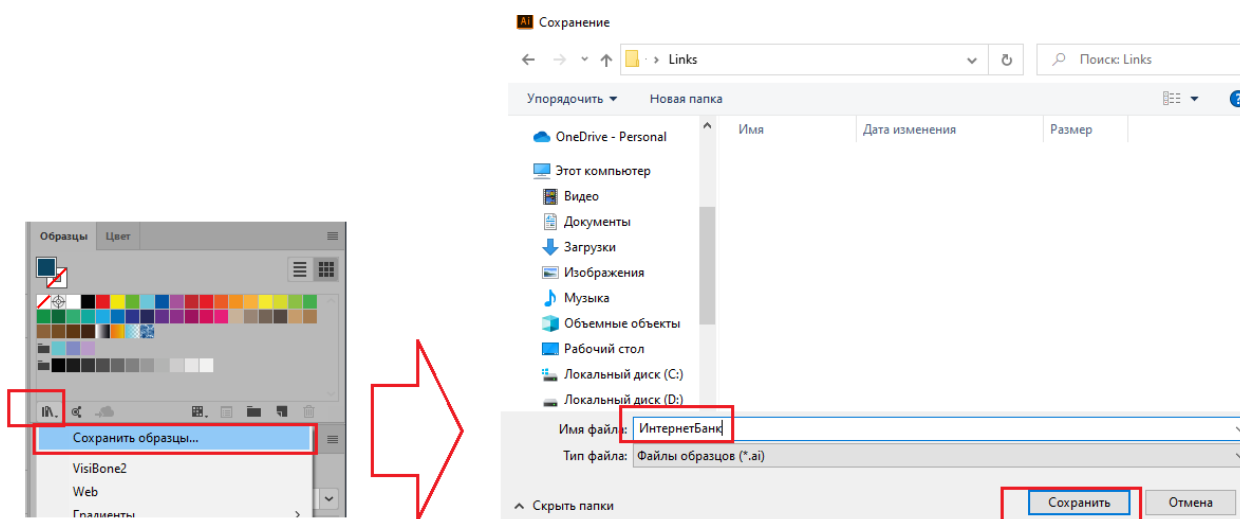 Образцы Цвет
Сохранить образцы...
VisiBone2
Web
Градиенты
Ai Сохранение
Links
Поиск: Links
Упорядочить Новая папка
Имя Дата изменения Размер
OneDrive - Personal
Этот компьютер
Видео
Документы
Загрузки
Изображения
Музыка
Объемные объекты
Рабочий стол
Локальный диск (C:)
Локальный диск (D:)
Имя файла: ИнтернетБанк
Тип файла: Файлы образцов (*.ai)
Скрыть папки
Сохранить Отмена